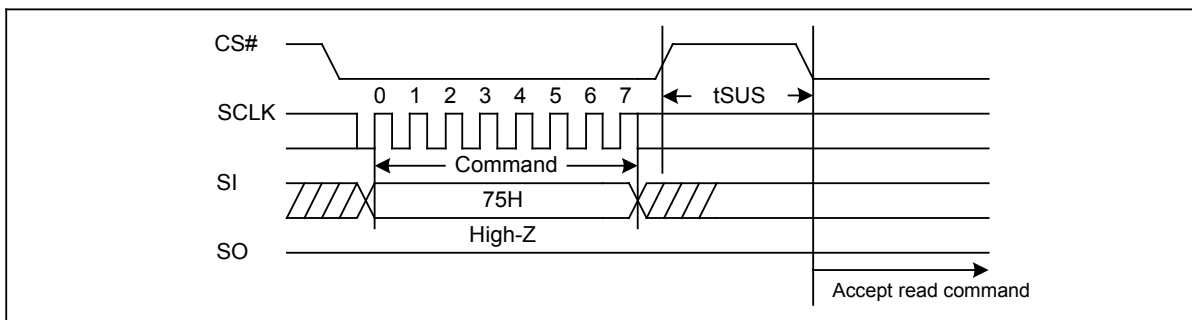 CS#
0 1 2 3 4 5 6 7
tSUS
SCLK
Command
SI
75H
High-Z
SO
Accept read command